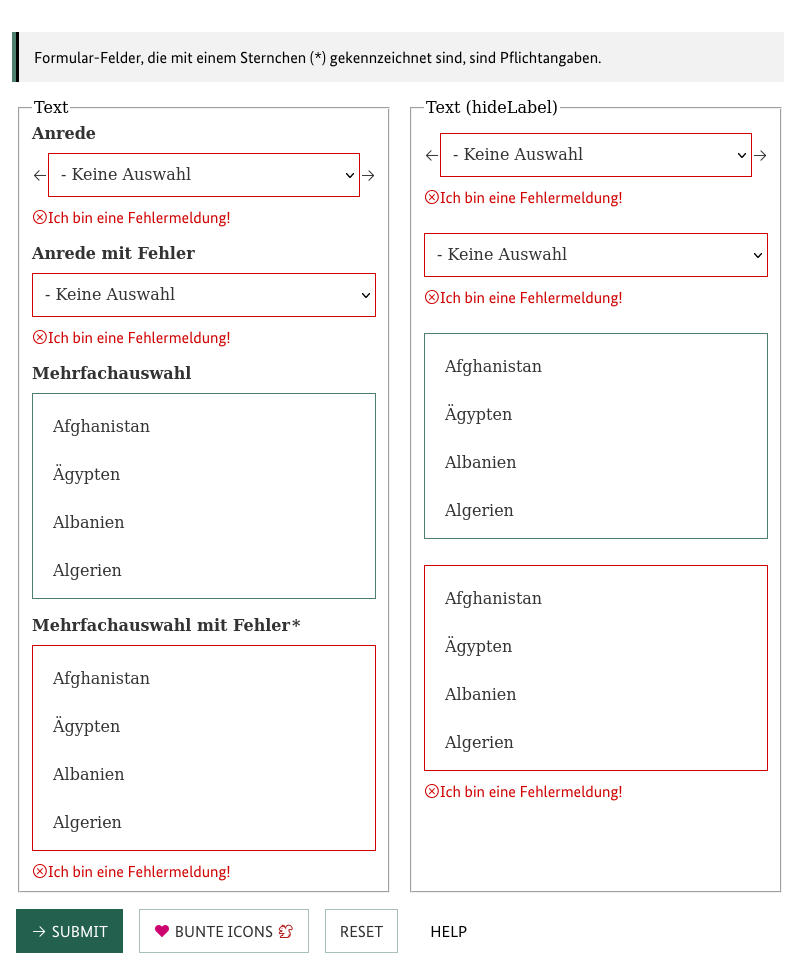 Formular-Felder, die mit einem Sternchen (*) gekennzeichnet sind, sind Pflichtangaben.
Text
Anrede
- Keine Auswahl
Ich bin eine Fehlermeldung!
Anrede mit Fehler
- Keine Auswahl
Ich bin eine Fehlermeldung!
Mehrfachauswahl
Afghanistan
Ägypten
Albanien
Algerien
Mehrfachauswahl mit Fehler*
Afghanistan
Ägypten
Albanien
Algerien
Ich bin eine Fehlermeldung!
Text (hideLabel)
- Keine Auswahl
Ich bin eine Fehlermeldung!
- Keine Auswahl
Ich bin eine Fehlermeldung!
Afghanistan
Ägypten
Albanien
Algerien
Afghanistan
Ägypten
Albanien
Algerien
Ich bin eine Fehlermeldung!
SUBMIT
BUNTE ICONS
RESET
HELP